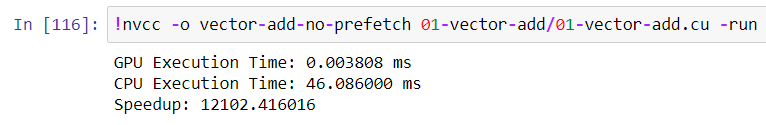 In [116]: !nvcc -o vector-add-no-prefetch 01-vector-add/01-vector-add.cu -run
GPU Execution Time: 0.003808 ms
CPU Execution Time: 46.086000 ms
Speedup: 12102.416016